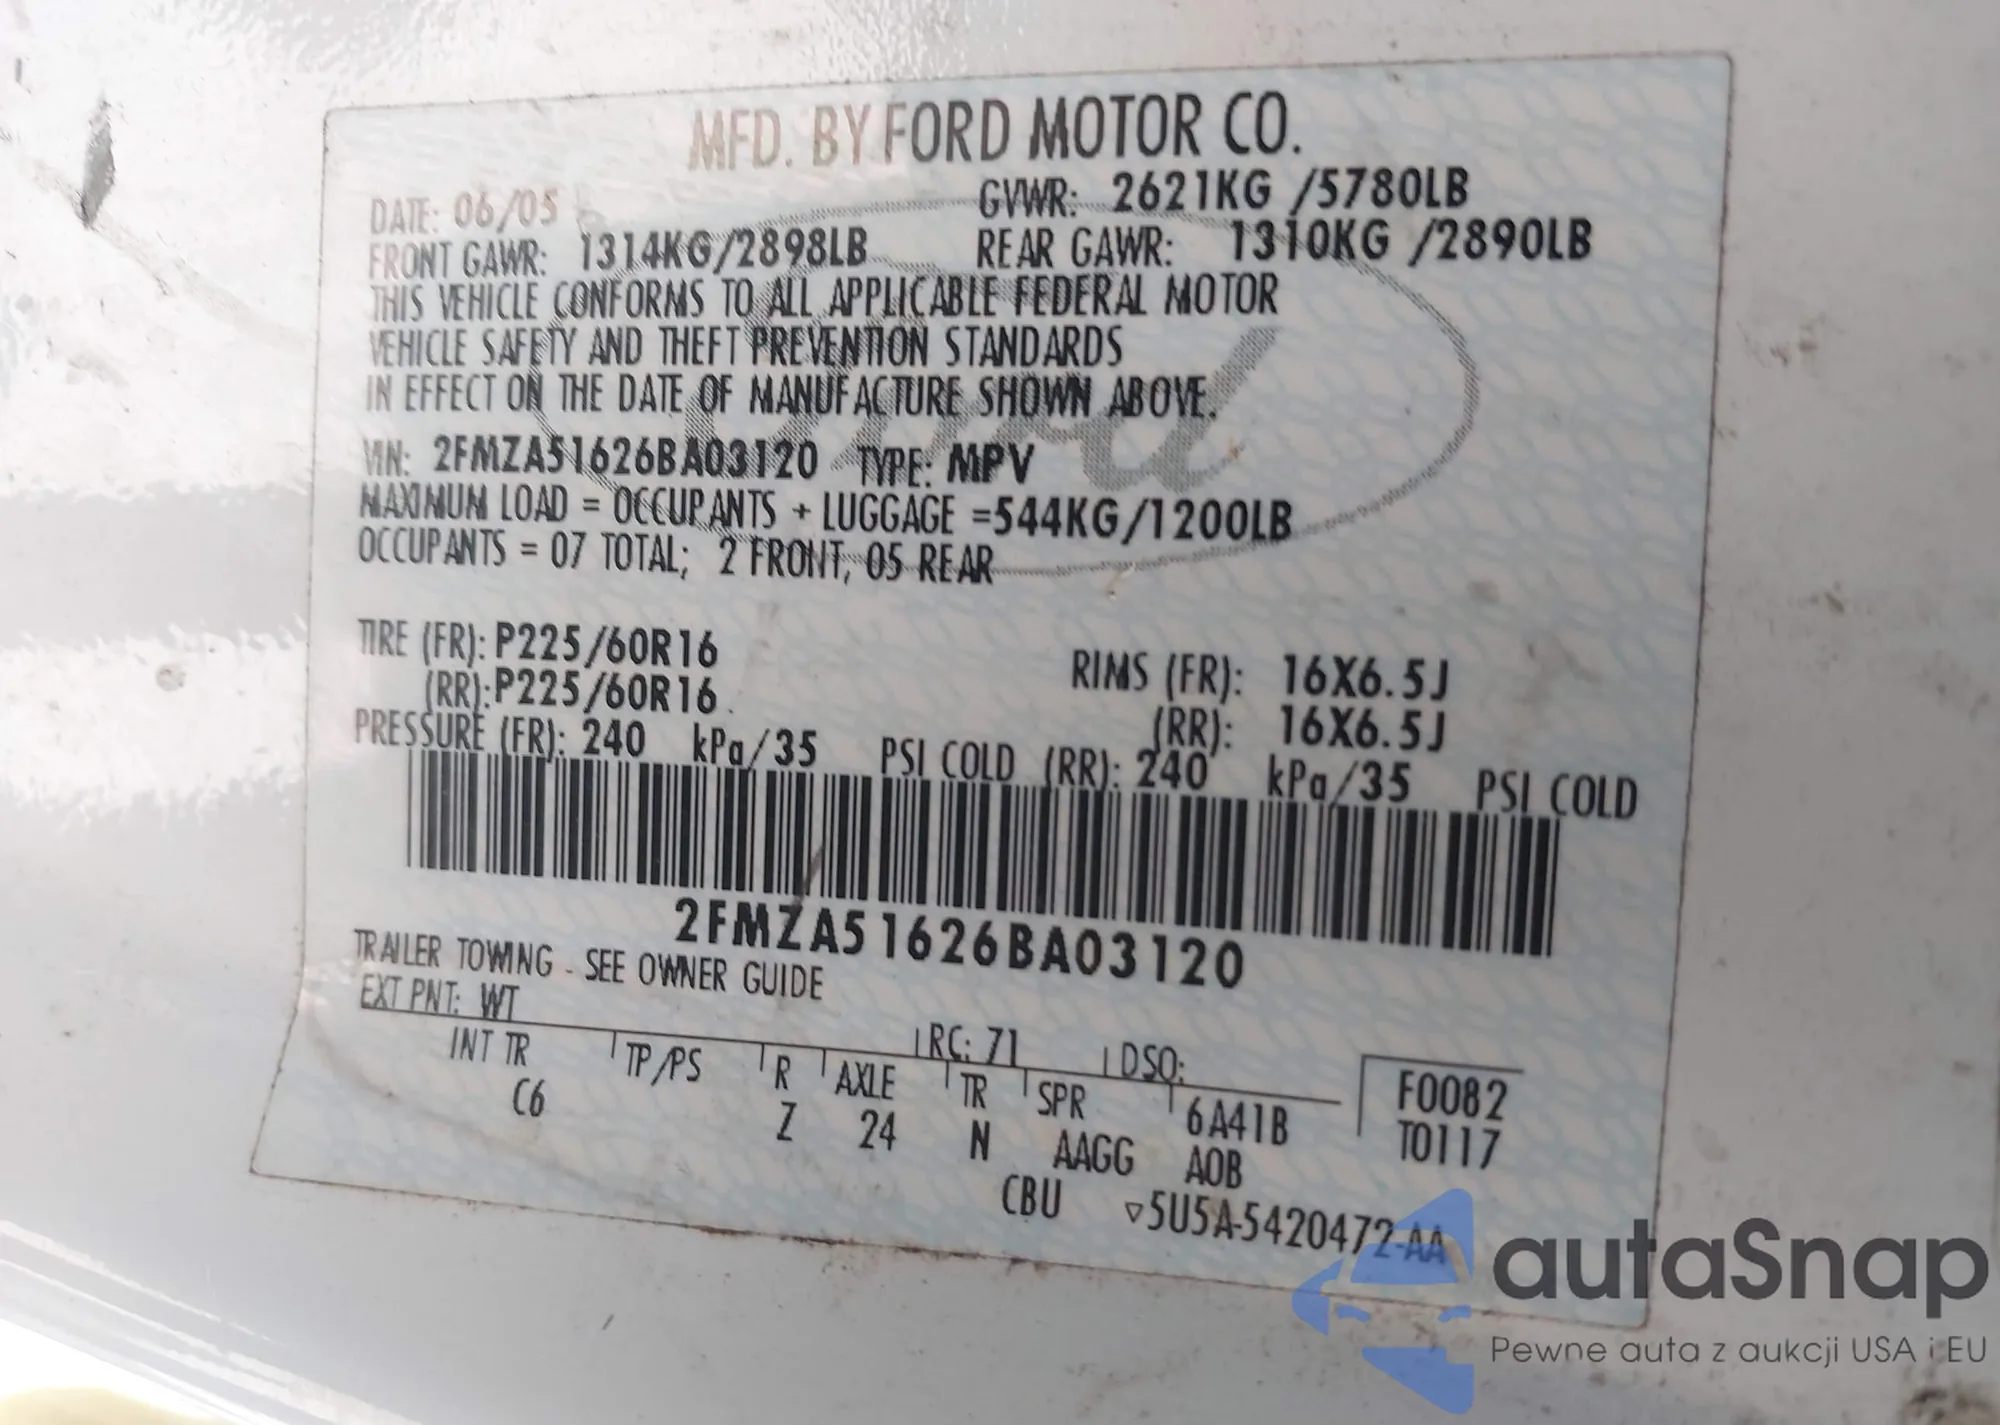 MFD. BY FORD MOTOR CO.
DATE: 06/05 GVWR: 2621KG /5780LB
FRONT GAWR: 1314KG/2898LB REAR GAWR: 1310KG /2890LB
THIS VEHICLE CONFORMS TO ALL APPLICABLE FEDERAL MOTOR
VEHICLE SAFETY AND THEFT PREVENTION STANDARDS
IN EFFECT ON THE DATE OF MANUFACTURE SHOWN ABOVE.
VIN: 2FMZA51626BA03120 TYPE: MPV
MAXIMUM LOAD = OCCUPANTS + LUGGAGE =544KG/1200LB
OCCUPANTS = 07 TOTAL; 2 FRONT, 05 REAR
Ford
TIRE (FR): P225/60R16 RIMS (FR): 16X6.5J
(RR): P225/60R16 (RR): 16X6.5J
PRESSURE (FR): 240 kPa/35 PSI COLD (RR): 240 kPa/35 PSI COLD
2FMZA51626BA03120
TRAILER TOWING - SEE OWNER GUIDE
EXT PNT: WT RC: 71 DSO: F0082
INT TR TP/PS R AXLE TR SPR 6A41B T0117
C6 Z 24 N AAGG AOB
CBU ▽5U5A-5420472-AA
autaSnap
Pewne auta z aukcji USA i EU